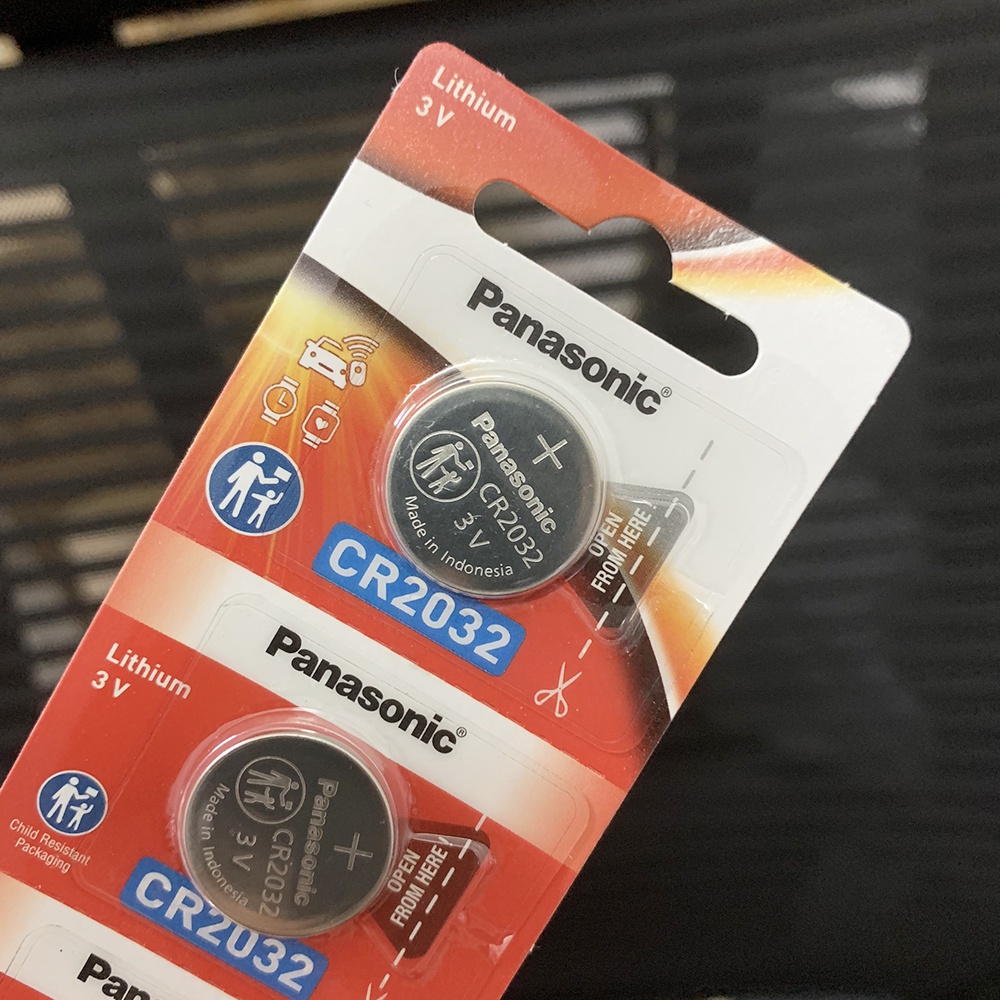 Lithium
3 V
Panasonic®
+
Panasonic
CR2032
3 V
Made in Indonesia
OPEN
FROM HERE
CR2032
Lithium
3 V
Panasonic®
+
Panasonic
CR2032
3 V
Made in Indonesia
OPEN
FROM HERE
Child Resistant
Packaging
CR2032